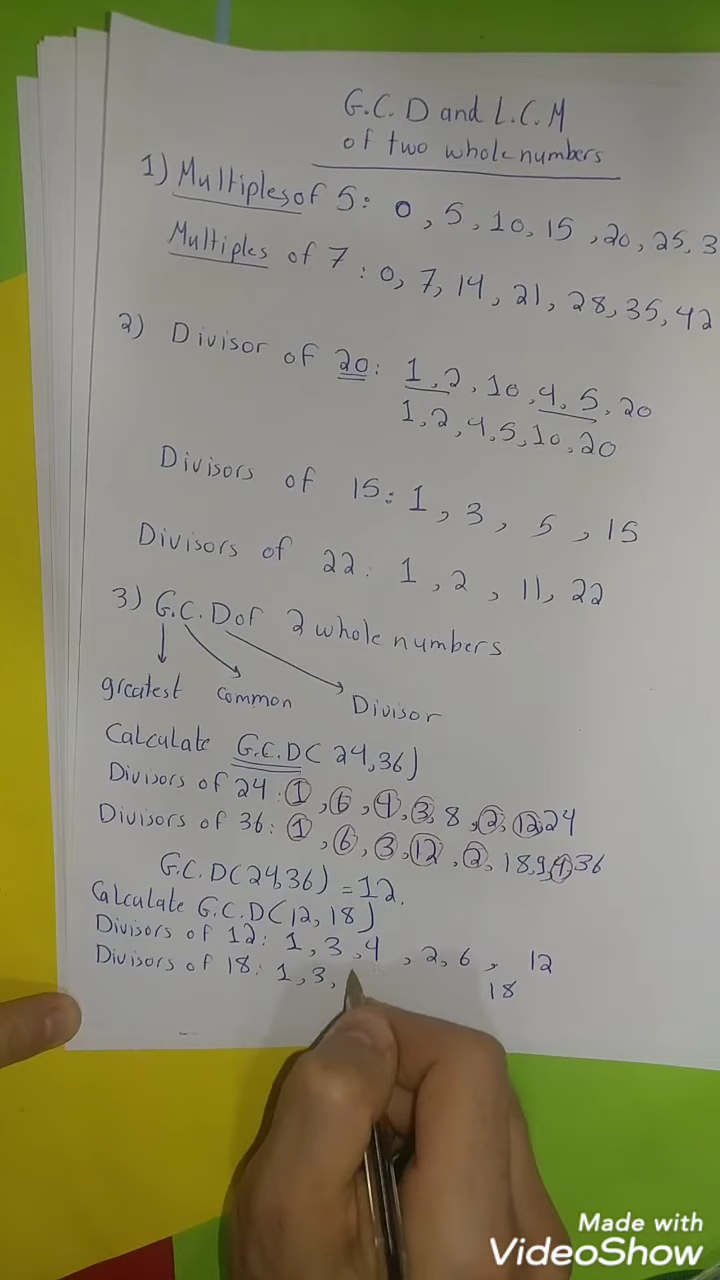 G.C.D and L.C.M
of two whole numbers
1) Multiples of 5: 0, 5, 10, 15, 20, 25, 3
Multiples of 7: 0, 7, 14, 21, 28, 35, 42
2) Divisor of 20: 1, 2, 10, 4, 5, 20
1, 2, 4, 5, 10, 20
Divisors of 15: 1, 3, 5, 15
Divisors of 22: 1, 2, 11, 22
3) G.C.D of 2 whole numbers
greatest common Divisor
Calculate G.C.D(24,36)
Divisors of 24: 1, 6, 4, 3, 8, 2, 12, 24
Divisors of 36: 1, 6, 3, 12, 2, 18, 9, 4, 36
G.C.D(24,36) = 12.
Calculate G.C.D(12, 18)
Divisors of 12: 1, 3, 4, 2, 6, 12
Divisors of 18: 1, 3, 18
Made with
VideoShow